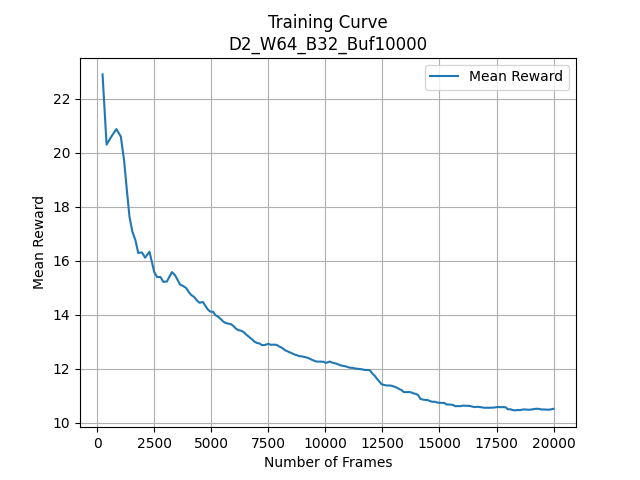 Training Curve
D2_W64_B32_Buf10000
Mean Reward
Mean Reward
22
20
18
16
14
12
10
0 2500 5000 7500 10000 12500 15000 17500 20000
Number of Frames